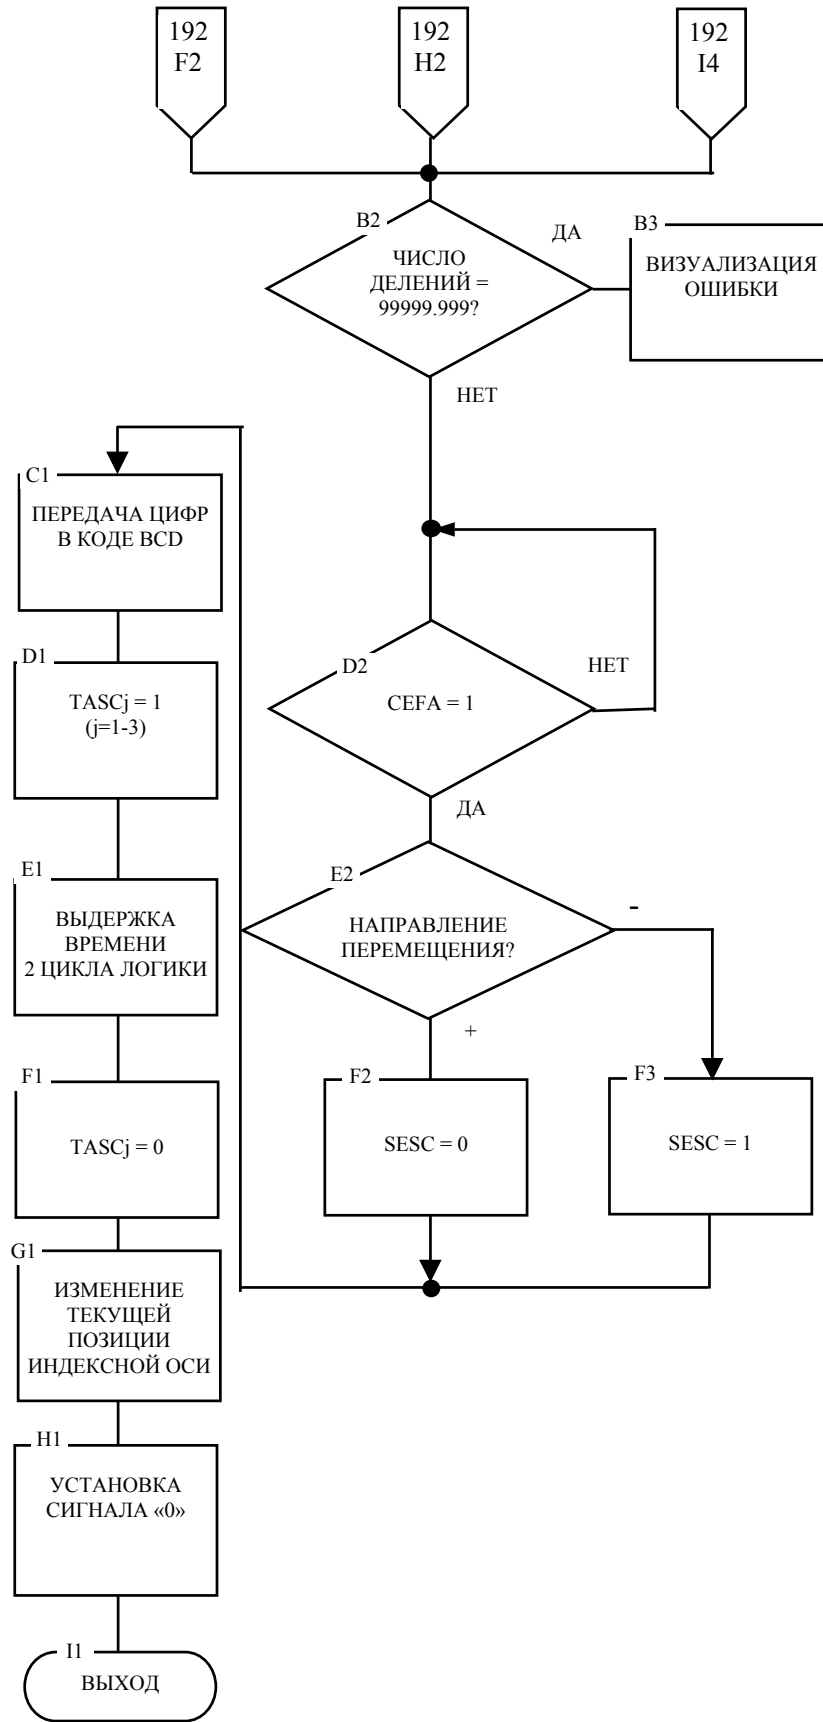 192
F2
192
H2
192
I4
B2
ЧИСЛО
ДЕЛЕНИЙ =
99999.999?
ДА
B3
ВИЗУАЛИЗАЦИЯ
ОШИБКИ
НЕТ
C1
ПЕРЕДАЧА ЦИФР
В КОДЕ BCD
D1
TASCj = 1
(j=1-3)
D2
CEFA = 1
НЕТ
ДА
E1
ВЫДЕРЖКА
ВРЕМЕНИ
2 ЦИКЛА ЛОГИКИ
E2
НАПРАВЛЕНИЕ
ПЕРЕМЕЩЕНИЯ?
-
+
F1
TASCj = 0
F2
SESC = 0
F3
SESC = 1
G1
ИЗМЕНЕНИЕ
ТЕКУЩЕЙ
ПОЗИЦИИ
ИНДЕКСНОЙ ОСИ
H1
УСТАНОВКА
СИГНАЛА «0»
I1
ВЫХОД